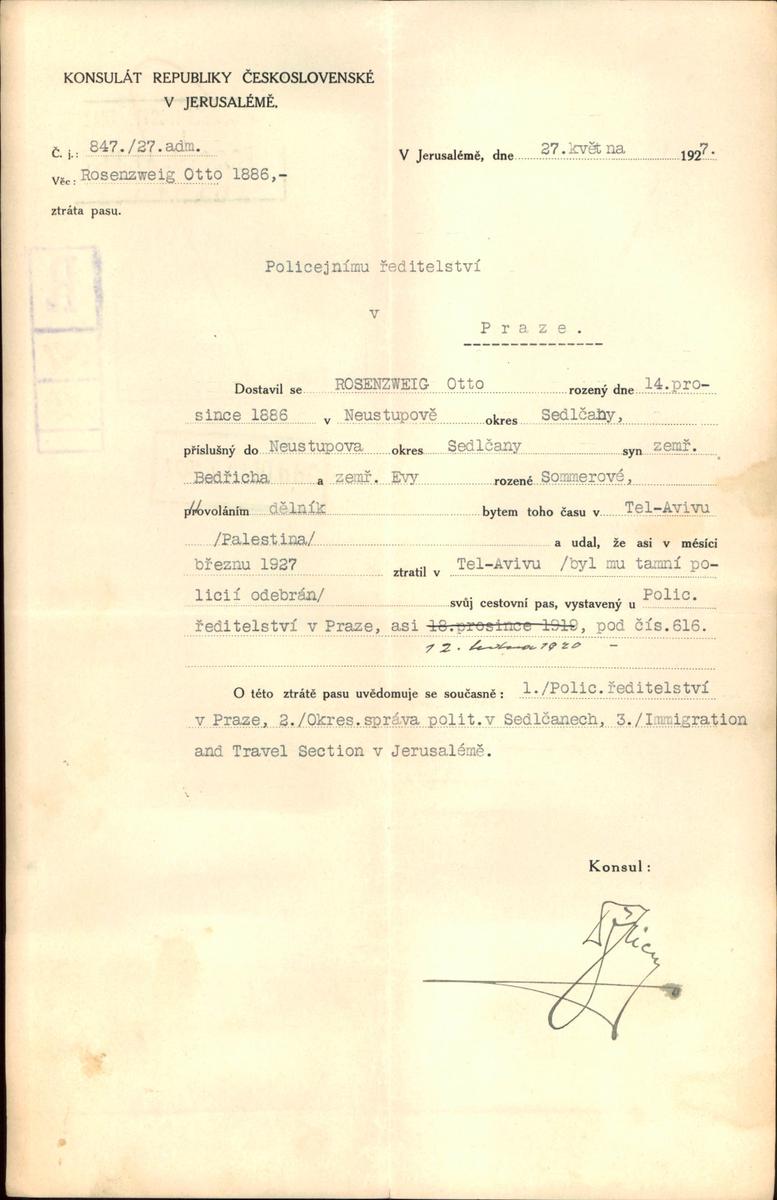 KONSULÁT REPUBLIKY ČESKOSLOVENSKÉ
V JERUSALÉMĚ.
Č. j.: 847./27.adm.
V Jerusalémě, dne 27.května 1927.
Věc: Rosenzweig Otto 1886,-
ztráta pasu.
Policejnímu ředitelství
v
Praze.
Dostavil se ROSENZWEIG Otto rozený dne 14.pro-
since 1886 v Neustupově okres Sedlčany,
příslušný do Neustupova okres Sedlčany syn zemř.
Bedřicha a zemř. Evy rozené Sommerové,
povoláním dělník bytem toho času v Tel-Avivu
/Palestina/ a udal, že asi v měsíci
březnu 1927 ztratil v Tel-Avivu /byl mu tamní po-
licií odebrán/ svůj cestovní pas, vystavený u Polic.
ředitelství v Praze, asi 18.prosince 1919, pod čís.616.
12. ledna 1920 -
O této ztrátě pasu uvědomuje se současně: 1./Polic.ředitelství
v Praze, 2./Okres.správa polit.v Sedlčanech, 3./Immigration
and Travel Section v Jerusalémě.
Konsul: